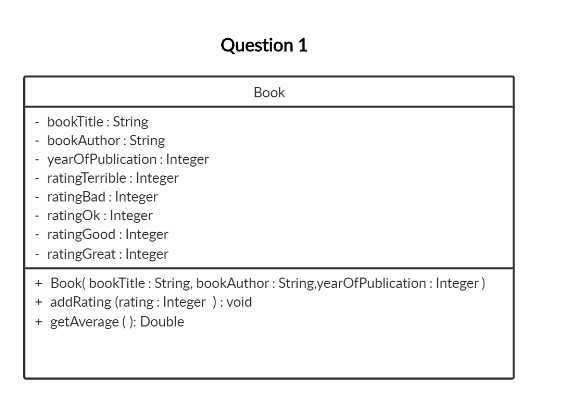 Question 1
Book
- bookTitle : String
- bookAuthor : String
- yearOfPublication : Integer
- ratingTerrible : Integer
- ratingBad : Integer
- ratingOk : Integer
- ratingGood : Integer
- ratingGreat : Integer
+ Book( bookTitle : String, bookAuthor : String,yearOfPublication : Integer )
+ addRating (rating : Integer ) : void
+ getAverage ( ): Double